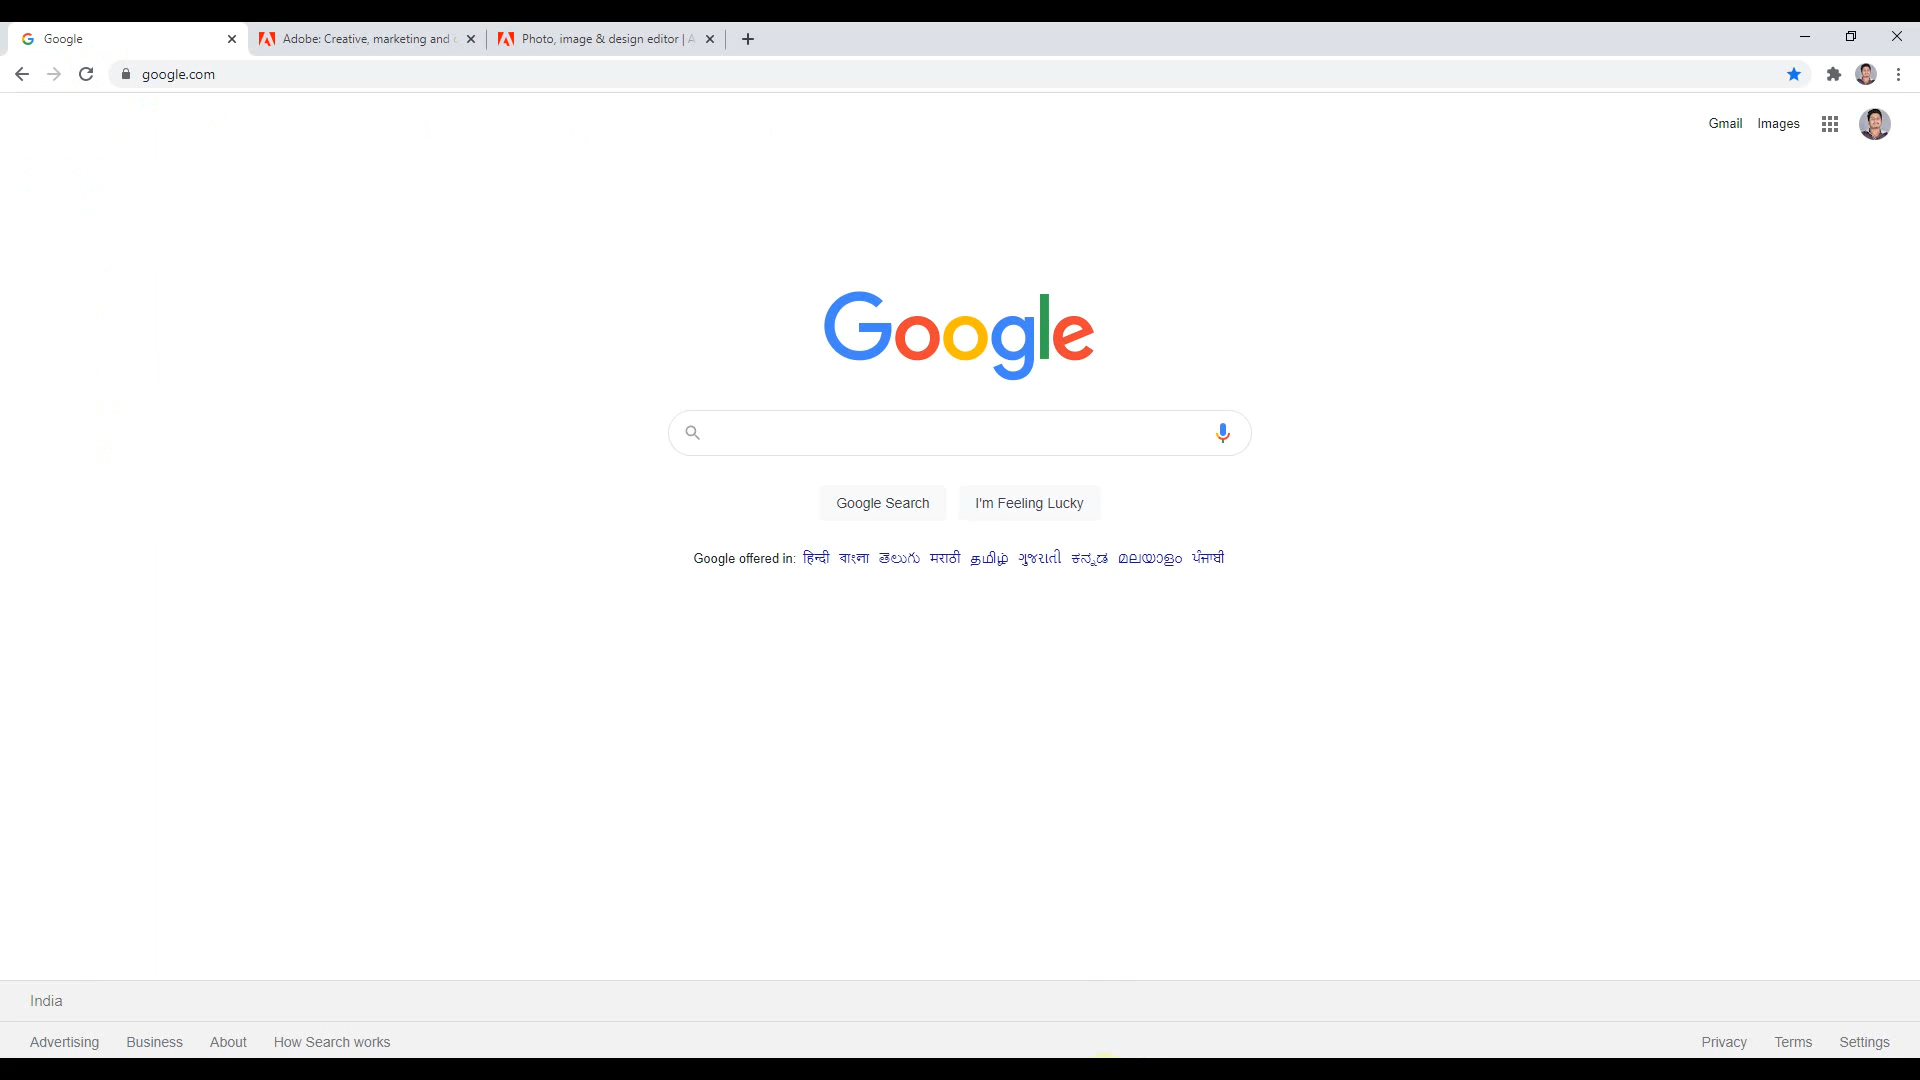 Google
Adobe: Creative, marketing and
Photo, image & design editor |
google.com
Gmail Images
Google
Google Search I'm Feeling Lucky
Google offered in: हिन्दी বাংলা తెలుగు मराठी தமிழ் ગુજરાતી ಕನ್ನಡ മലയാളം ਪੰਜਾਬੀ
India
Advertising Business About How Search works Privacy Terms Settings